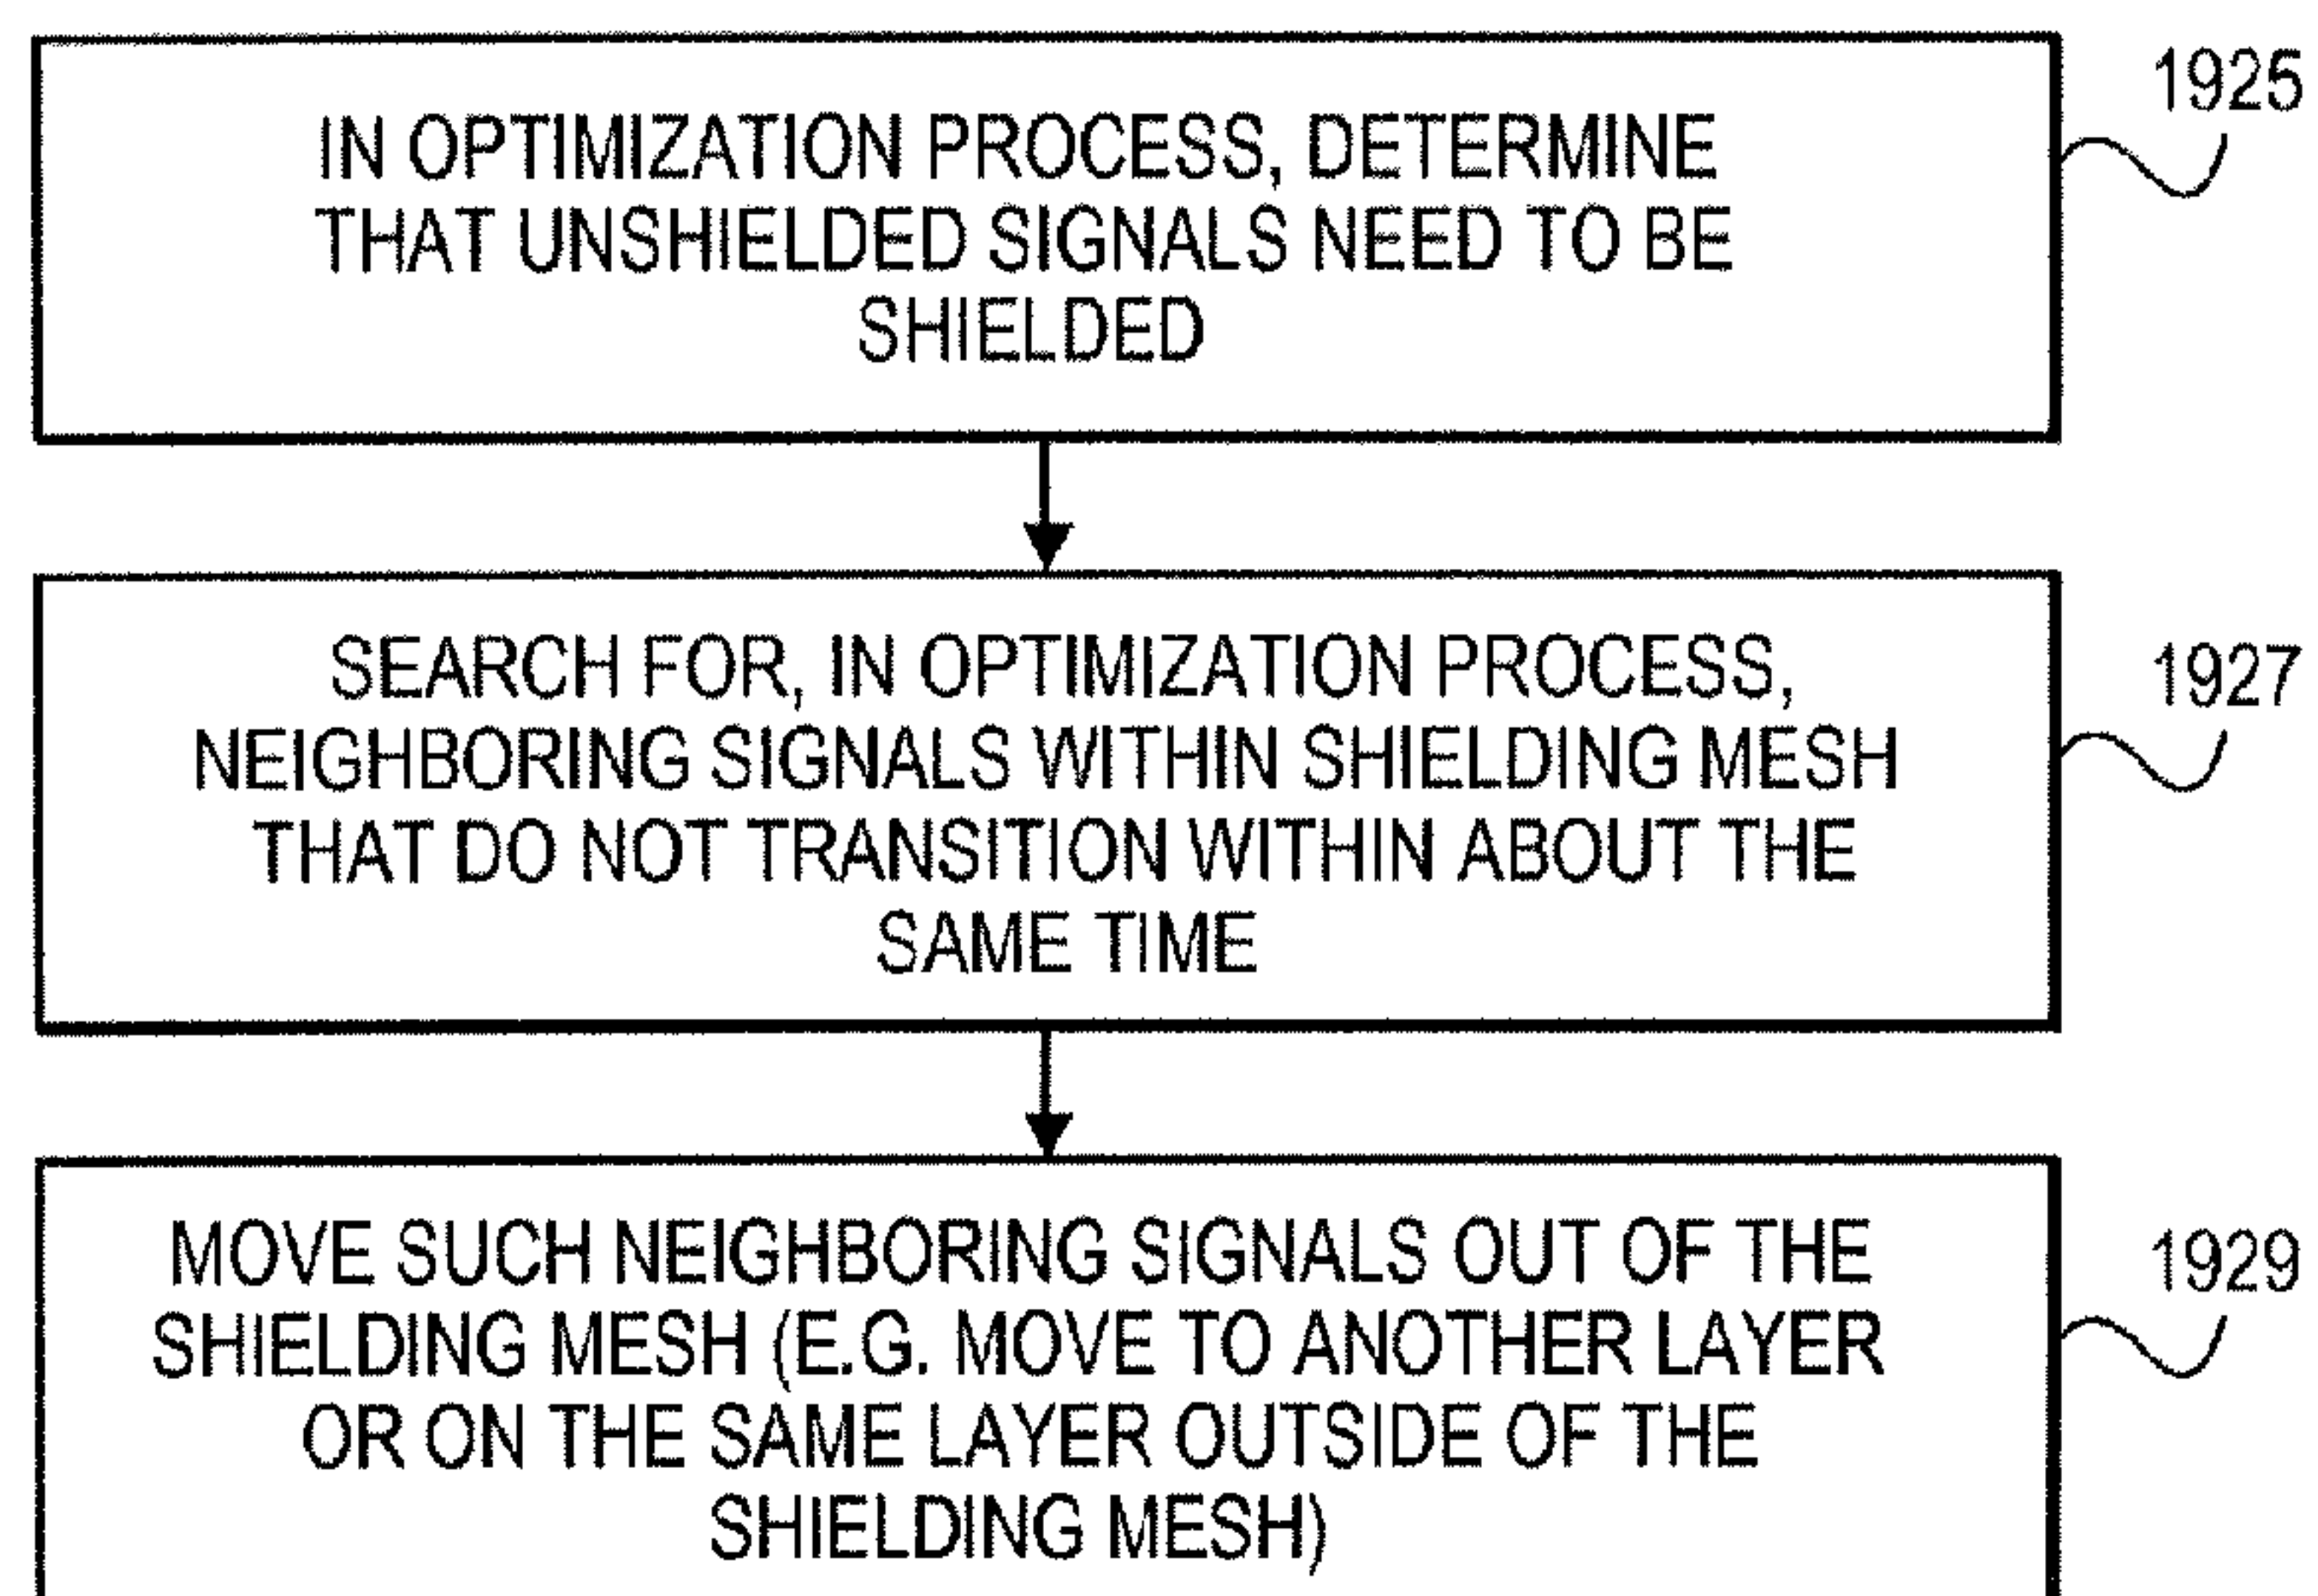 IN OPTIMIZATION PROCESS, DETERMINE
THAT UNSHIELDED SIGNALS NEED TO BE
SHIELDED
1925
SEARCH FOR, IN OPTIMIZATION PROCESS,
NEIGHBORING SIGNALS WITHIN SHIELDING MESH
THAT DO NOT TRANSITION WITHIN ABOUT THE
SAME TIME
1927
MOVE SUCH NEIGHBORING SIGNALS OUT OF THE
SHIELDING MESH (E.G. MOVE TO ANOTHER LAYER
OR ON THE SAME LAYER OUTSIDE OF THE
SHIELDING MESH)
1929